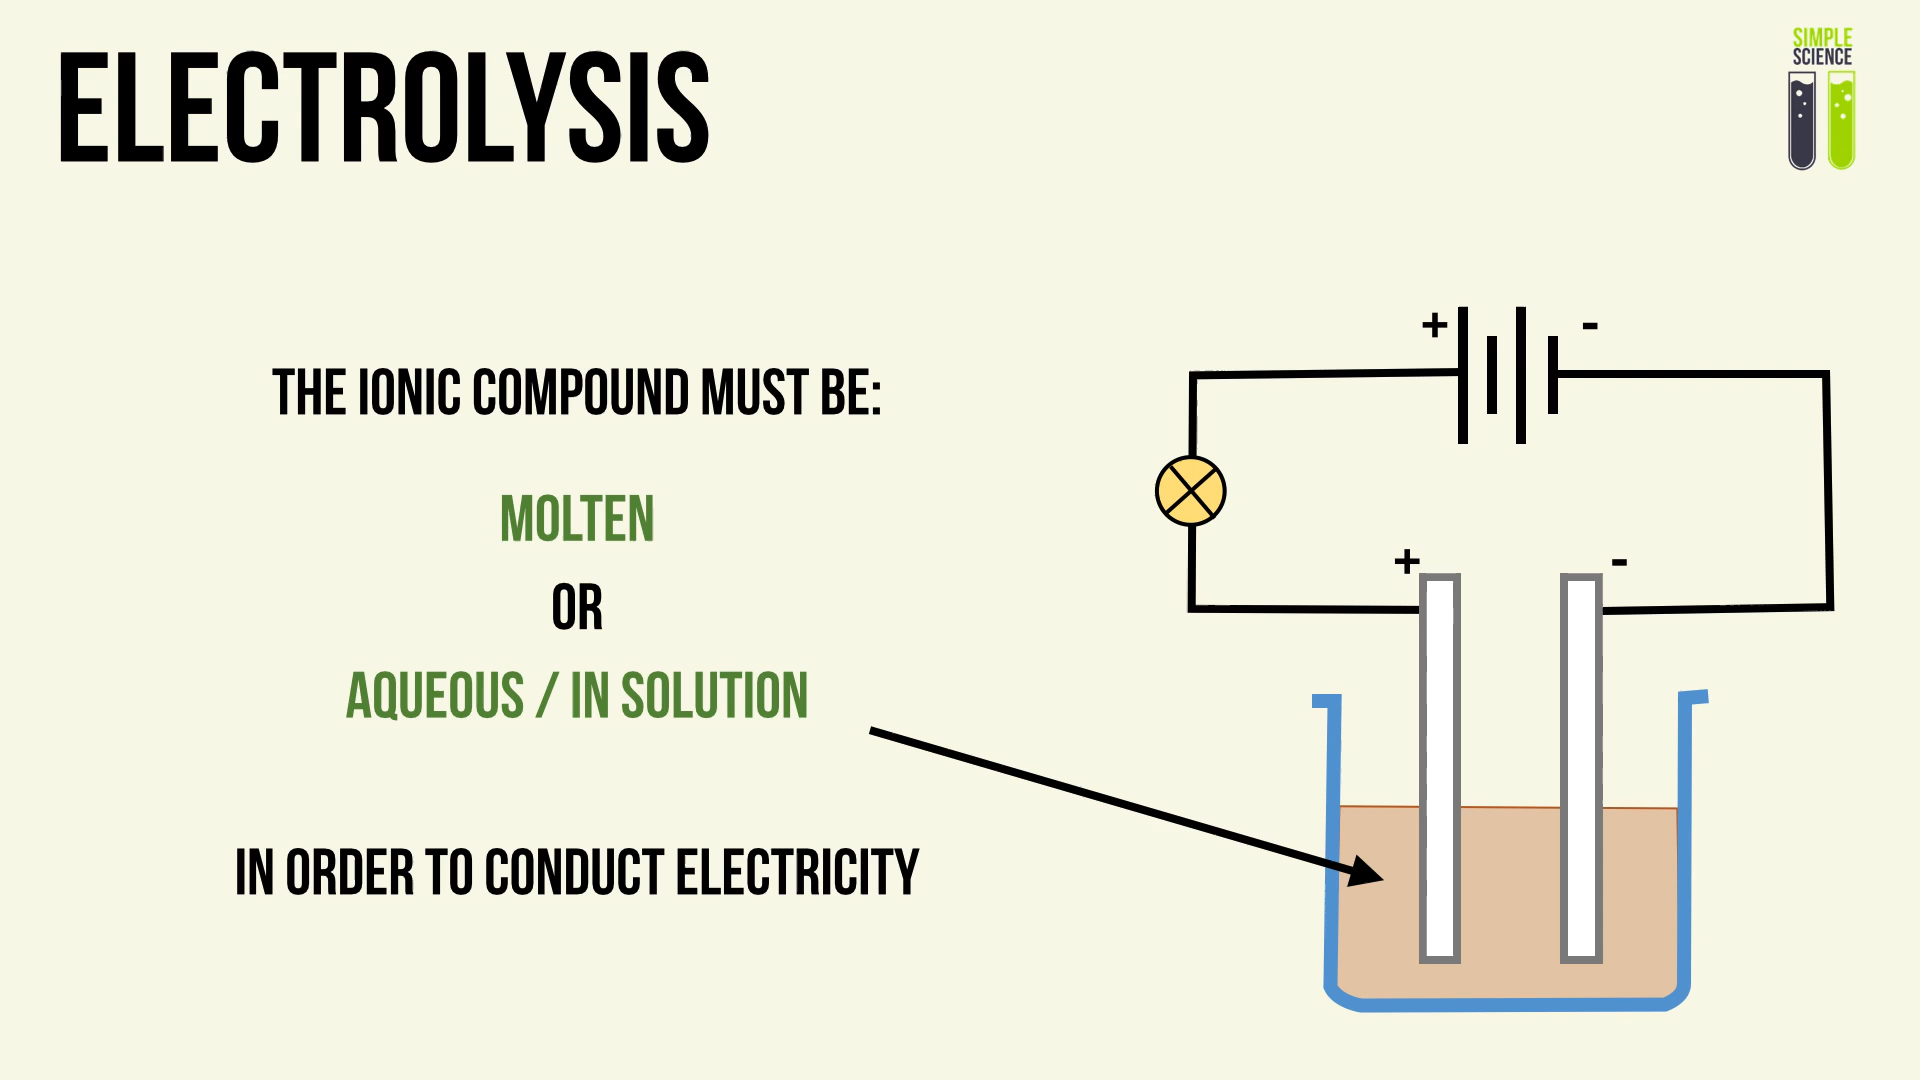 ELECTROLYSIS
SIMPLE
SCIENCE
THE IONIC COMPOUND MUST BE:
MOLTEN
OR
AQUEOUS / IN SOLUTION
IN ORDER TO CONDUCT ELECTRICITY
+ -
+ -